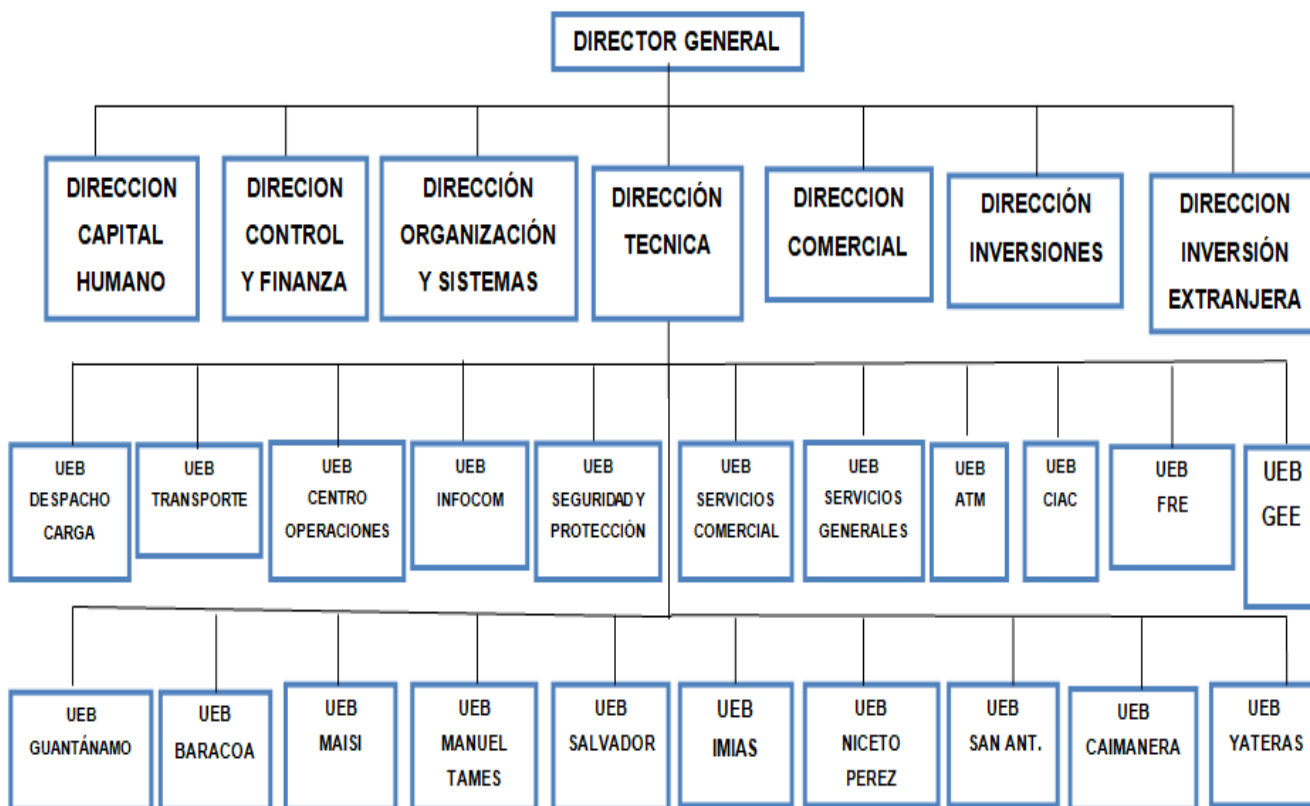 DIRECTOR GENERAL
DIRECCION
CAPITAL
HUMANO
DIRECION
CONTROL
Y FINANZA
DIRECCIÓN
ORGANIZACIÓN
Y SISTEMAS
DIRÉCCIÓN
TECNICA
DIRECCION
COMERCIAL
DIRECCIÓN
INVERSIONES
DIRECCION
INVERSIÓN
EXTRANJERA
UEB
DESPACHO
CARGA
UEB
TRANSPORTE
UEB
CENTRO
OPERACIONES
UEB
INFOCOM
UEB
SEGURIDAD Y
PROTECCIÓN
UEB
SERVICIOS
COMERCIAL
UEB
SERVICIOS
GENERALES
UEB
ATM
UEB
CIAC
UEB
FRE
UEB
GEE
UEB
GUANTÁNAMO
UEB
BARACOA
UEB
MAISI
UEB
MANUEL
TAMES
UEB
SALVADOR
UEB
IMIAS
UEB
NICETO
PEREZ
UEB
SAN ANT.
UEB
CAIMANERA
UEB
YATERAS